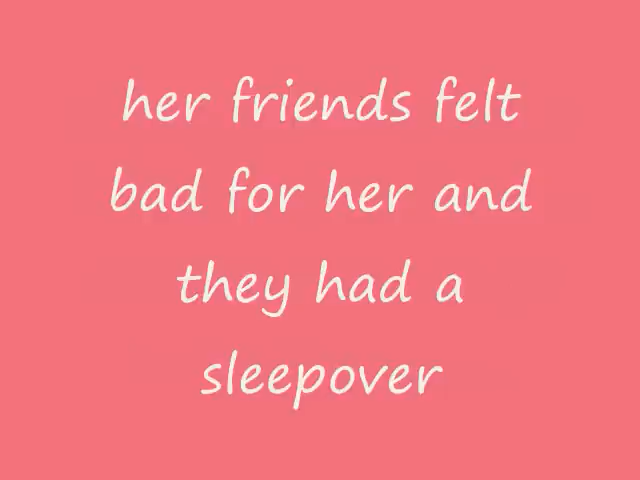 her friends felt
bad for her and
they had a
sleepover